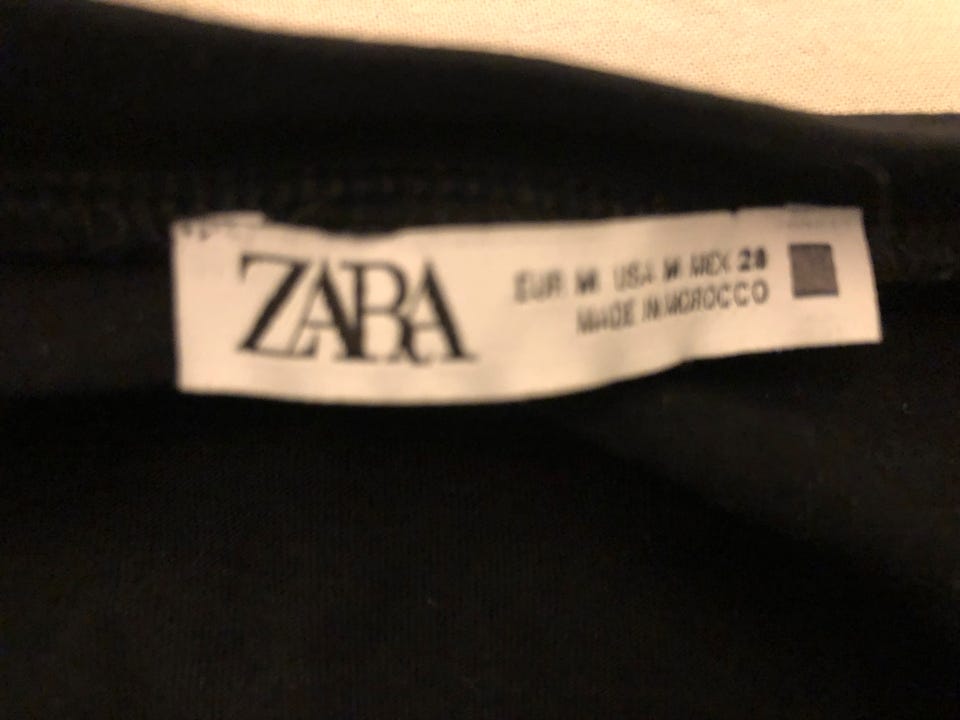 ZARA
EUR M USA M MEX 28
MADE IN MOROCCO